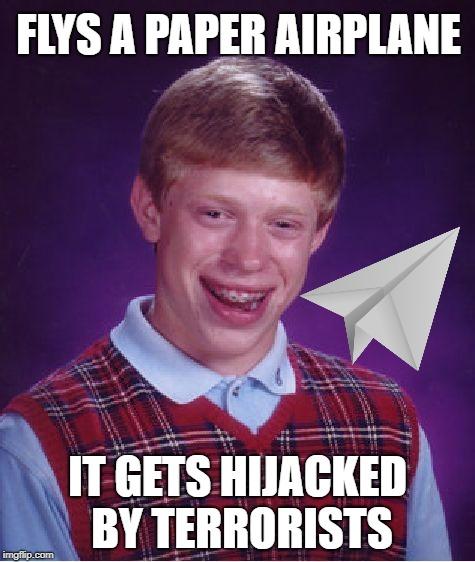 FLYS A PAPER AIRPLANE
IT GETS HIJACKED
BY TERRORISTS
imgflip.com